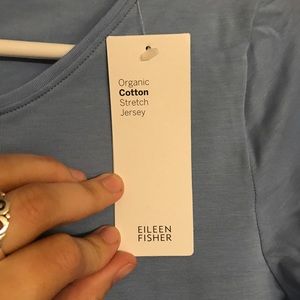 Organic
Cotton
Stretch
Jersey
EILEEN
FISHER